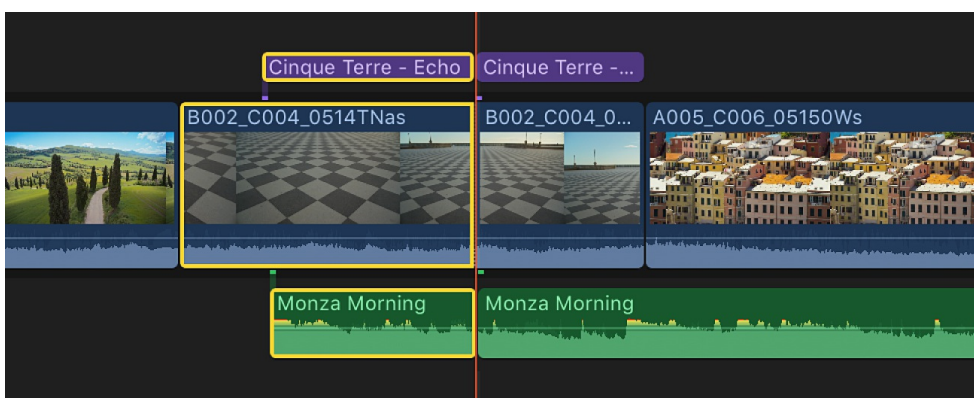 Cinque Terre - Echo
Cinque Terre -...
B002_C004_0514TNas
B002_C004_0...
A005_C006_05150Ws
Monza Morning
Monza Morning